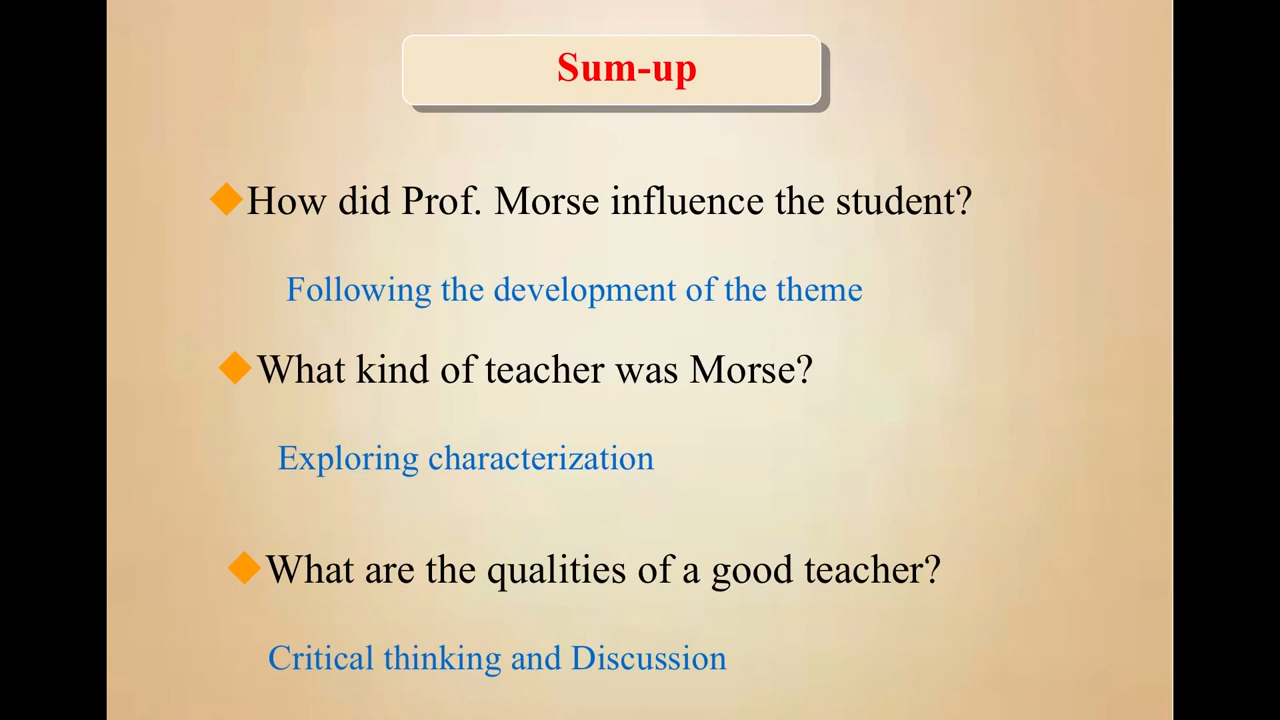 Sum-up
How did Prof. Morse influence the student?
Following the development of the theme
What kind of teacher was Morse?
Exploring characterization
What are the qualities of a good teacher?
Critical thinking and Discussion